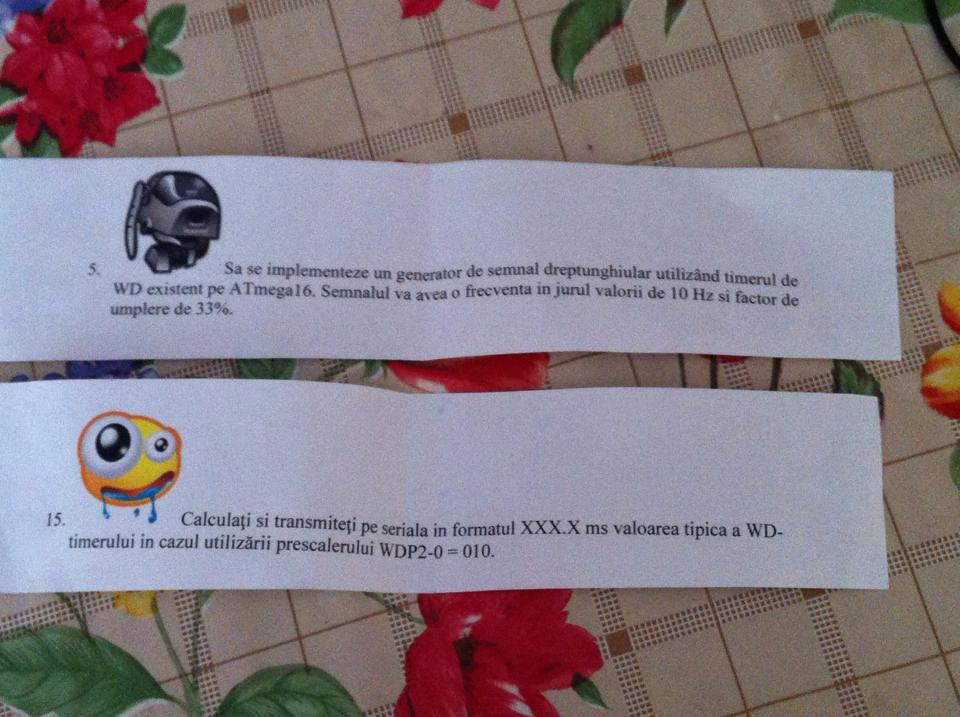 5. Sa se implementeze un generator de semnal dreptunghiular utilizând timerul de
WD existent pe ATmega16. Semnalul va avea o frecventa in jurul valorii de 10 Hz si factor de
umplere de 33%.
15. Calculaţi si transmiteţi pe seriala in formatul XXX.X ms valoarea tipica a WD-
timerului in cazul utilizării prescalerului WDP2-0 = 010.